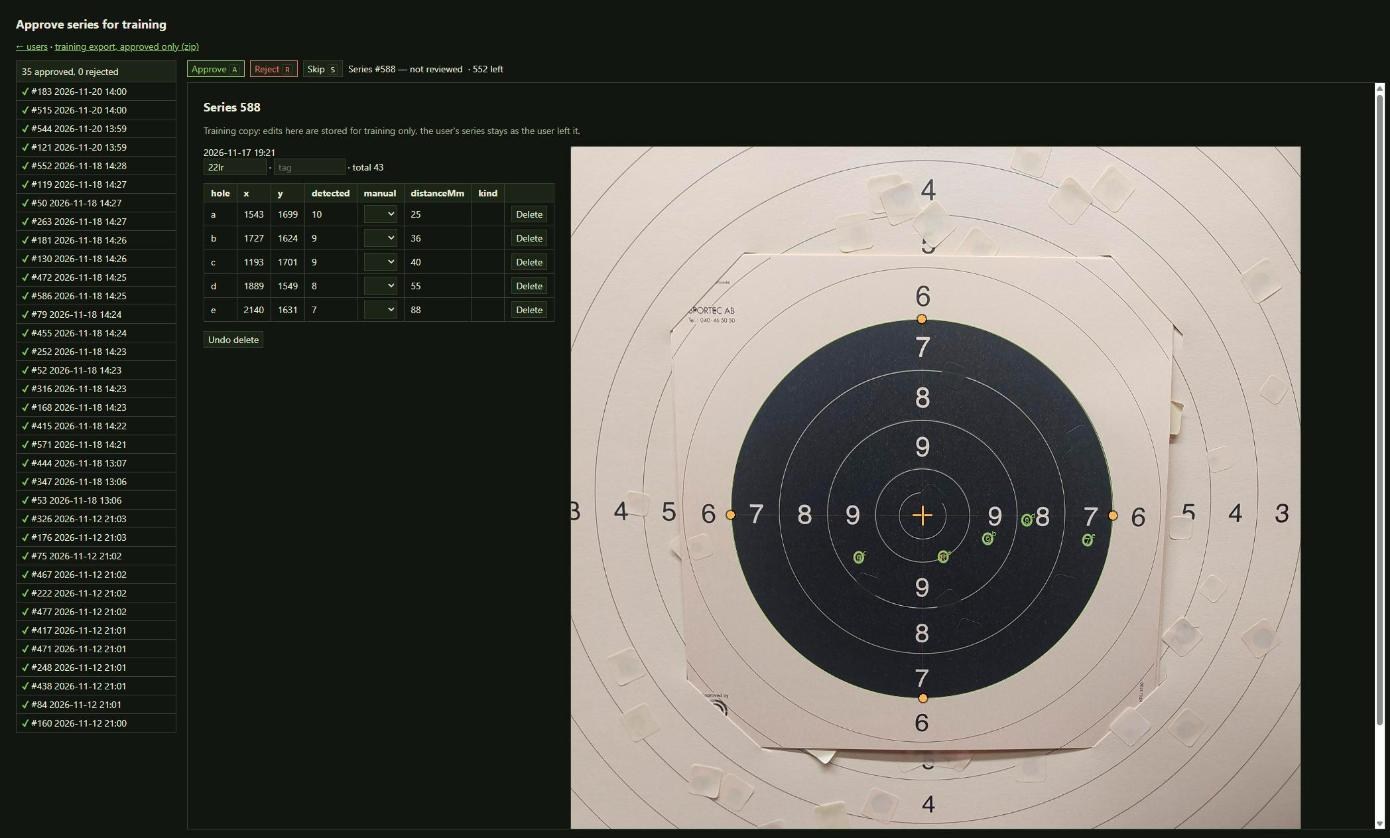 Approve series for training
← users · training export, approved only (zip)
35 approved, 0 rejected
✓ #183 2026-11-20 14:00
✓ #515 2026-11-20 14:00
✓ #544 2026-11-20 13:59
✓ #121 2026-11-20 13:59
✓ #552 2026-11-18 14:28
✓ #119 2026-11-18 14:27
✓ #50 2026-11-18 14:27
✓ #263 2026-11-18 14:27
✓ #181 2026-11-18 14:26
✓ #130 2026-11-18 14:26
✓ #472 2026-11-18 14:25
✓ #586 2026-11-18 14:25
✓ #79 2026-11-18 14:24
✓ #455 2026-11-18 14:24
✓ #252 2026-11-18 14:23
✓ #52 2026-11-18 14:23
✓ #316 2026-11-18 14:23
✓ #168 2026-11-18 14:23
✓ #415 2026-11-18 14:22
✓ #571 2026-11-18 14:21
✓ #444 2026-11-18 13:07
✓ #347 2026-11-18 13:06
✓ #53 2026-11-18 13:06
✓ #326 2026-11-12 21:03
✓ #176 2026-11-12 21:03
✓ #75 2026-11-12 21:02
✓ #467 2026-11-12 21:02
✓ #222 2026-11-12 21:02
✓ #477 2026-11-12 21:02
✓ #417 2026-11-12 21:01
✓ #471 2026-11-12 21:01
✓ #248 2026-11-12 21:01
✓ #438 2026-11-12 21:01
✓ #84 2026-11-12 21:01
✓ #160 2026-11-12 21:00
Approve A Reject R Skip S Series #588 — not reviewed · 552 left
Series 588
Training copy: edits here are stored for training only, the user's series stays as the user left it.
2026-11-17 19:21
22lr · tag · total 43
hole x y detected manual distanceMm kind
a 1543 1699 10 25 Delete
b 1727 1624 9 36 Delete
c 1193 1701 9 40 Delete
d 1889 1549 8 55 Delete
e 2140 1631 7 88 Delete
Undo delete
4
5
6
SPORTEC AB
Tel.: 040-46 50 50
7
8
9
3 4 5 6 7 8 9 9 8 7 6 5 4 3
9
8
7
6
5
4